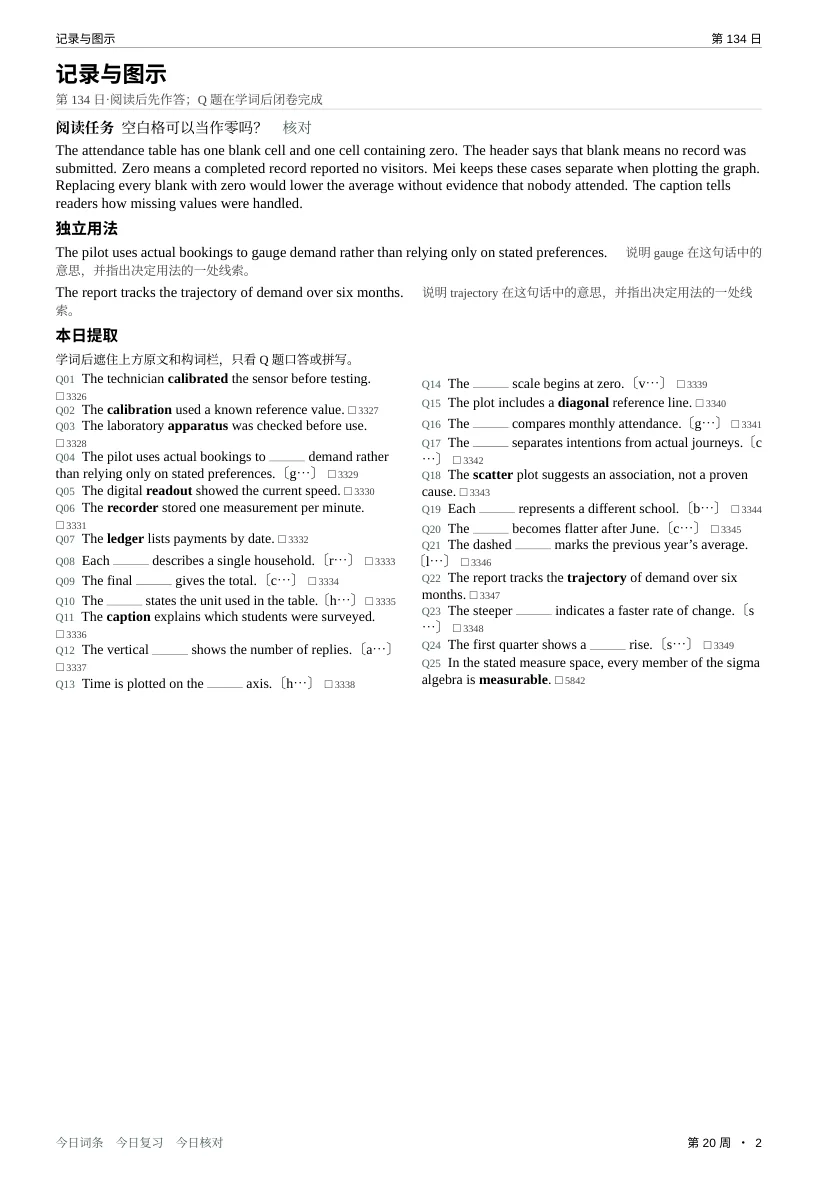 记录与图示 第 134 日
记录与图示
第 134 日·阅读后先作答；Q 题在学词后闭卷完成
阅读任务 空白格可以当作零吗？ 核对
The attendance table has one blank cell and one cell containing zero. The header says that blank means no record was
submitted. Zero means a completed record reported no visitors. Mei keeps these cases separate when plotting the graph.
Replacing every blank with zero would lower the average without evidence that nobody attended. The caption tells
readers how missing values were handled.
独立用法
The pilot uses actual bookings to gauge demand rather than relying only on stated preferences. 说明 gauge 在这句话中的
意思，并指出决定用法的一处线索。
The report tracks the trajectory of demand over six months. 说明 trajectory 在这句话中的意思，并指出决定用法的一处线
索。
本日提取
学词后遮住上方原文和构词栏，只看 Q 题口答或拼写。
Q01 The technician calibrated the sensor before testing.
□ 3326
Q02 The calibration used a known reference value. □ 3327
Q03 The laboratory apparatus was checked before use.
□ 3328
Q04 The pilot uses actual bookings to _____ demand rather
than relying only on stated preferences.〔g···〕 □ 3329
Q05 The digital readout showed the current speed. □ 3330
Q06 The recorder stored one measurement per minute.
□ 3331
Q07 The ledger lists payments by date. □ 3332
Q08 Each _____ describes a single household.〔r···〕 □ 3333
Q09 The final _____ gives the total.〔c···〕 □ 3334
Q10 The _____ states the unit used in the table.〔h···〕 □ 3335
Q11 The caption explains which students were surveyed.
□ 3336
Q12 The vertical _____ shows the number of replies.〔a···〕
□ 3337
Q13 Time is plotted on the _____ axis.〔h···〕 □ 3338
Q14 The _____ scale begins at zero.〔v···〕 □ 3339
Q15 The plot includes a diagonal reference line. □ 3340
Q16 The _____ compares monthly attendance.〔g···〕 □ 3341
Q17 The _____ separates intentions from actual journeys.〔c
···〕 □ 3342
Q18 The scatter plot suggests an association, not a proven
cause. □ 3343
Q19 Each _____ represents a different school.〔b···〕 □ 3344
Q20 The _____ becomes flatter after June.〔c···〕 □ 3345
Q21 The dashed _____ marks the previous year’s average.
〔l···〕 □ 3346
Q22 The report tracks the trajectory of demand over six
months. □ 3347
Q23 The steeper _____ indicates a faster rate of change.〔s
···〕 □ 3348
Q24 The first quarter shows a _____ rise.〔s···〕 □ 3349
Q25 In the stated measure space, every member of the sigma
algebra is measurable. □ 5842
今日词条 今日复习 今日核对 第 20 周 · 2